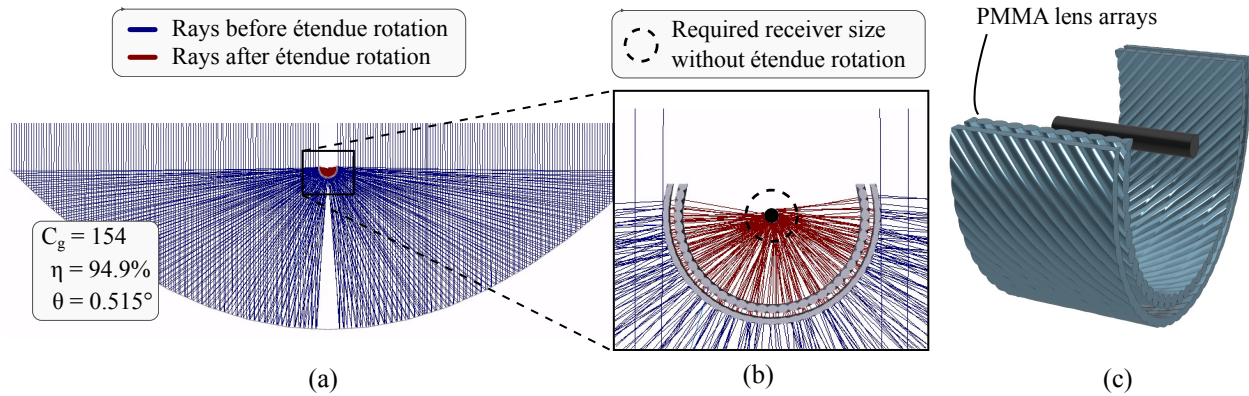 Rays before étendue rotation
Rays after étendue rotation
Required receiver size
without étendue rotation
PMMA lens arrays
C_g = 154
η = 94.9%
θ = 0.515°
(a)
(b)
(c)